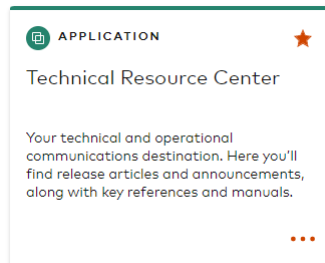 APPLICATION
Technical Resource Center
Your technical and operational
communications destination. Here you'll
find release articles and announcements,
along with key references and manuals.